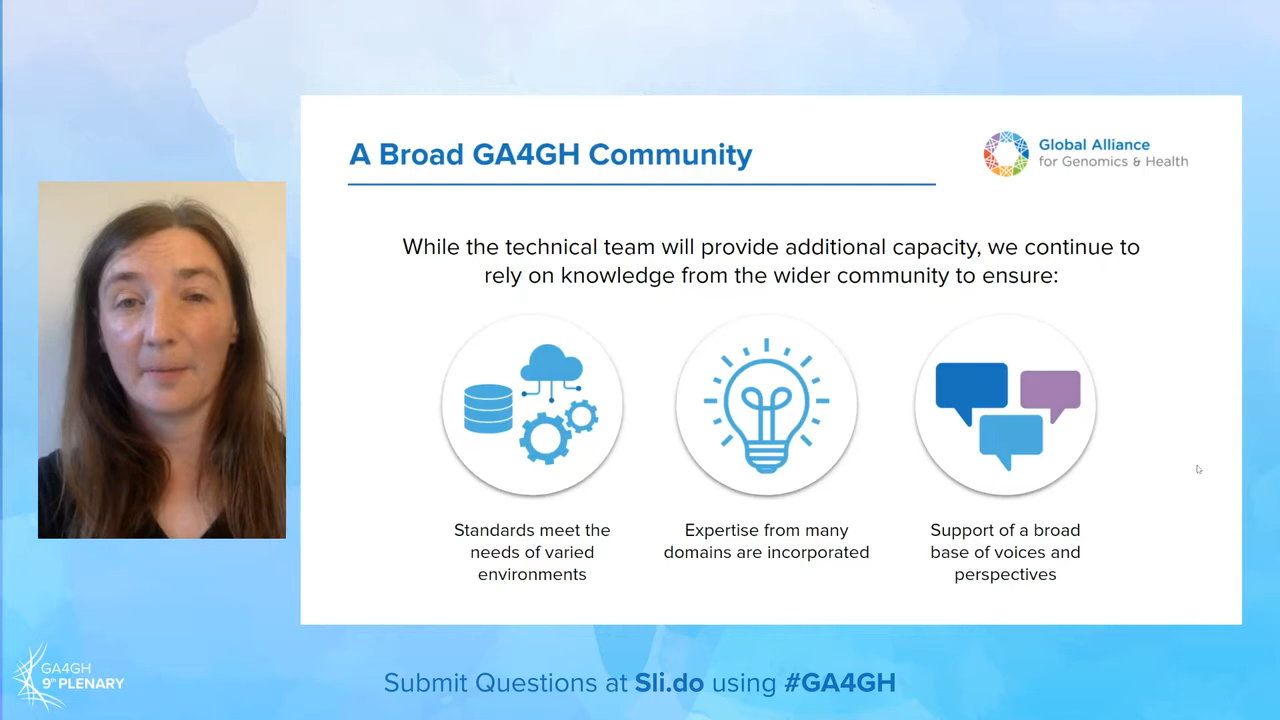 A Broad GA4GH Community
Global Alliance
for Genomics & Health
While the technical team will provide additional capacity, we continue to
rely on knowledge from the wider community to ensure:
Standards meet the
needs of varied
environments
Expertise from many
domains are incorporated
Support of a broad
base of voices and
perspectives
GA4GH
9th PLENARY
Submit Questions at Sli.do using #GA4GH